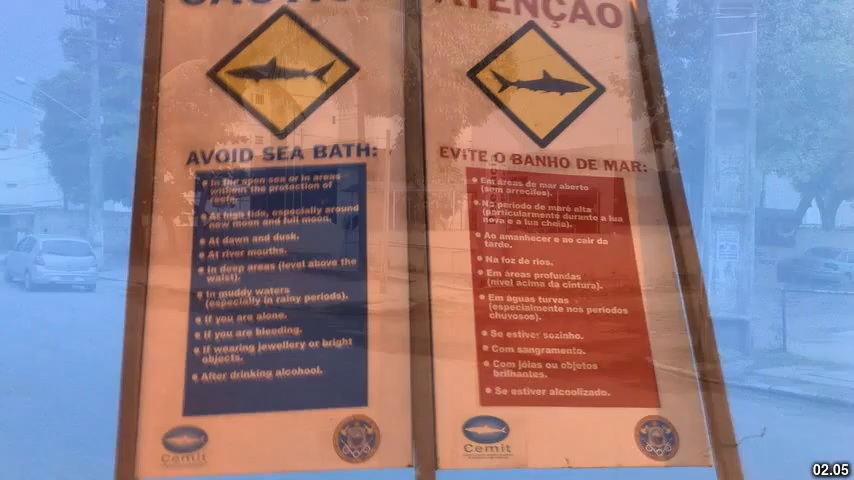 ATENÇÃO
AVOID SEA BATH:
• In the open sea or in areas
without the protection of
reefs.
• At high tide, especially around
new moon and full moon.
• At dawn and dusk.
• At river mouths.
• In deep areas (level above the
waist).
• In muddy waters
(especially in rainy periods).
• If you are alone.
• If you are bleeding.
• If wearing jewellery or bright
objects.
• After drinking alcohool.
Cemit
EVITE O BANHO DE MAR:
• Em áreas de mar aberto
(sem arrecifes).
• No período de maré alta
(particularmente durante a lua
nova e a lua cheia).
• Ao amanhecer e ao cair da
tarde.
• Na foz de rios.
• Em áreas profundas
(nível acima da cintura).
• Em águas turvas
(especialmente nos períodos
chuvosos).
• Se estiver sozinho.
• Com sangramento.
• Com jóias ou objetos
brilhantes.
• Se estiver alcoolizado.
Cemit
02.05